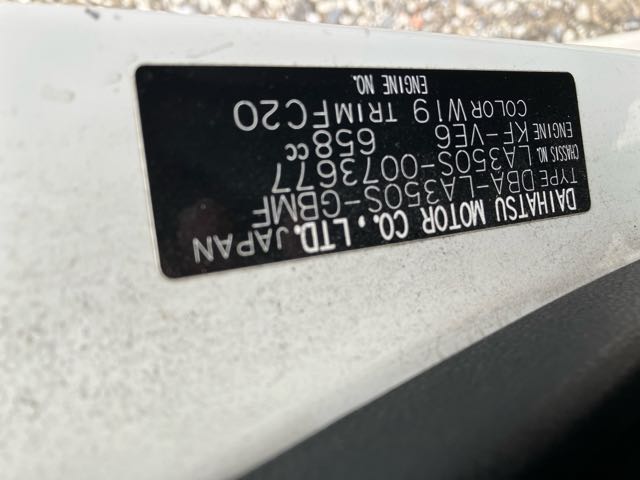 DAIHATSU MOTOR CO.,LTD.JAPAN
TYPE DBA-LA350S-GBMF
CHASSIS NO. LA350S-0073677
ENGINE KF-VE6 658cc
COLOR W19 TRIM FC20
ENGINE NO.